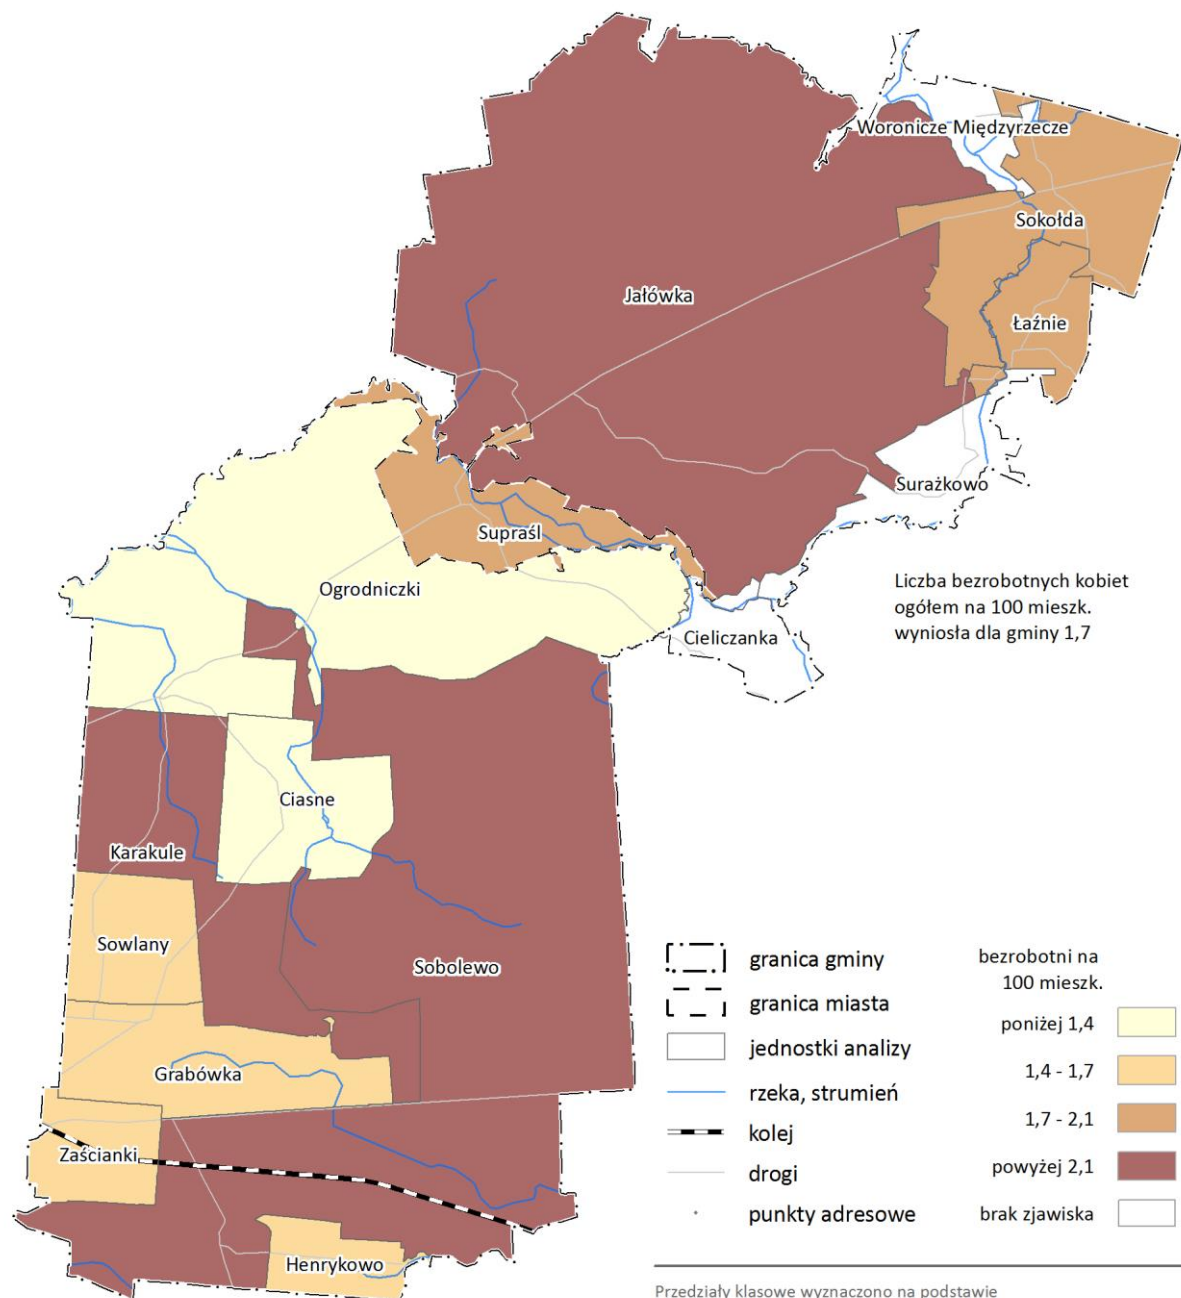 Woronicze Międzyrzecze
Sokołda
Jałówka
Łaźnie
Surażkowo
Supraśl
Liczba bezrobotnych kobiet
ogółem na 100 mieszk.
wyniosła dla gminy 1,7
Ogrodniczki
Cieliczanka
Ciasne
Karakule
Sowlany
Sobolewo
Grabówka
Zaścianki
Henrykowo
granica gminy
granica miasta
jednostki analizy
rzeka, strumień
kolej
drogi
punkty adresowe
bezrobotni na
100 mieszk.
poniżej 1,4
1,4 - 1,7
1,7 - 2,1
powyżej 2,1
brak zjawiska
Przedziały klasowe wyznaczono na podstawie